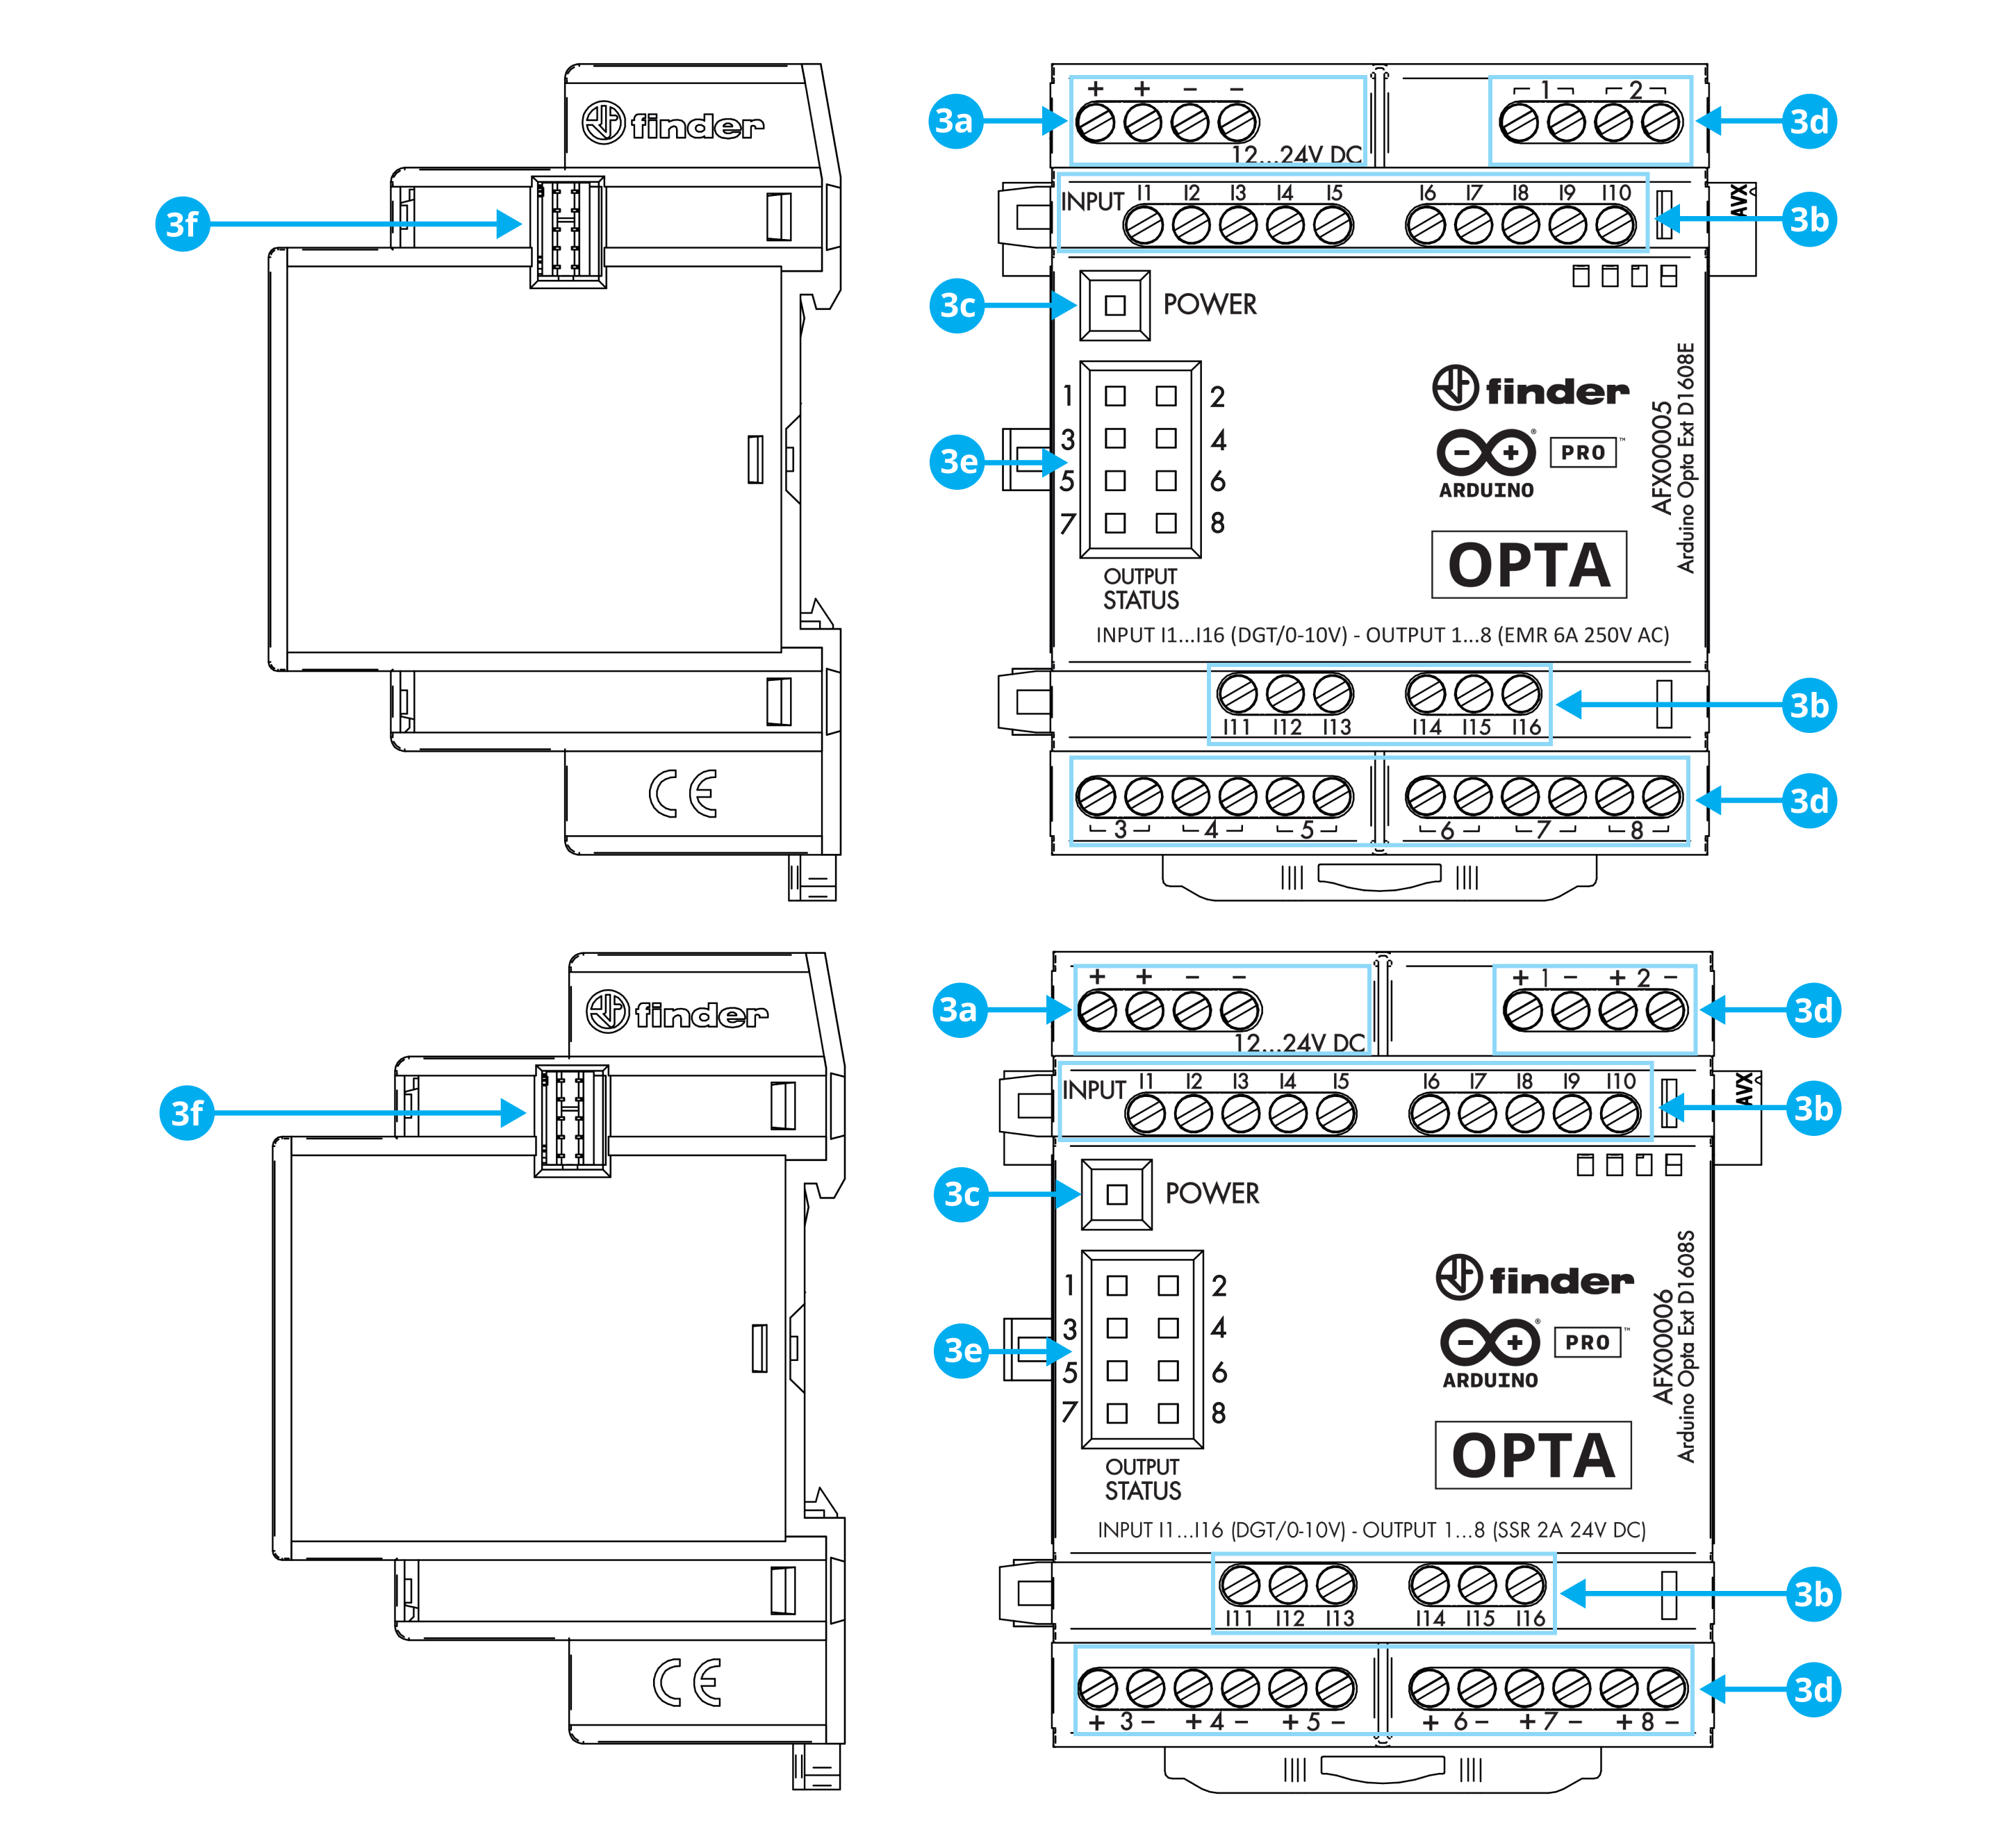 finder
3f
CE
+ + – –
12...24V DC
1 2
3a
3d
INPUT I1 I2 I3 I4 I5 I6 I7 I8 I9 I10
3b
AVX
3c
POWER
1 2
3 4
5 6
7 8
3e
OUTPUT
STATUS
finder
ARDUINO
PRO™
OPTA
AFX00005
Arduino Opta Ext D1608E
INPUT I1...I16 (DGT/0-10V) - OUTPUT 1...8 (EMR 6A 250V AC)
I11 I12 I13 I14 I15 I16
3b
3 4 5 6 7 8
3d
finder
3f
CE
+ + – –
12...24V DC
+ 1 – + 2 –
3a
3d
INPUT I1 I2 I3 I4 I5 I6 I7 I8 I9 I10
3b
AVX
3c
POWER
1 2
3 4
5 6
7 8
3e
OUTPUT
STATUS
finder
ARDUINO
PRO™
OPTA
AFX00006
Arduino Opta Ext D1608S
INPUT I1...I16 (DGT/0-10V) - OUTPUT 1...8 (SSR 2A 24V DC)
I11 I12 I13 I14 I15 I16
3b
+ 3 – + 4 – + 5 – + 6 – + 7 – + 8 –
3d